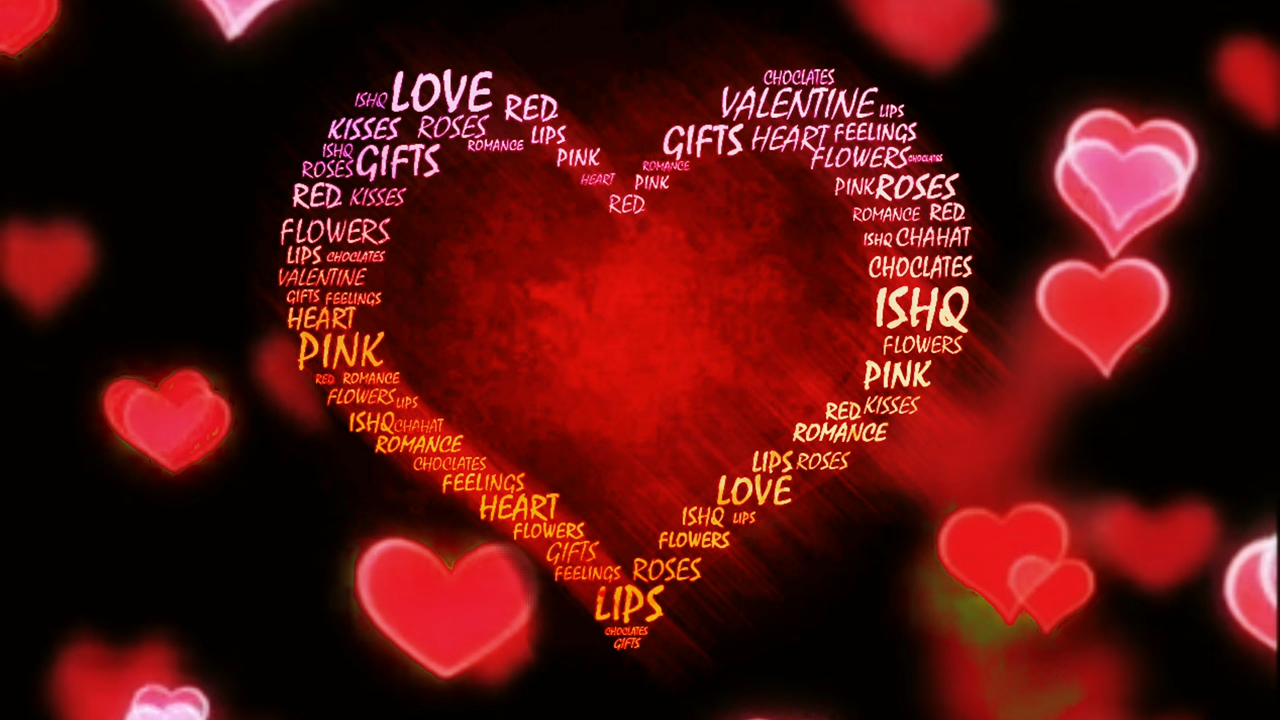 ISHQ LOVE RED
KISSES ROSES LIPS
ROMANCE
ISHQ
ROSES GIFTS PINK
HEART
RED KISSES
FLOWERS
LIPS CHOCLATES
VALENTINE
GIFTS FEELINGS
HEART
PINK
RED ROMANCE
FLOWERS LIPS
ISHQ CHAHAT
ROMANCE
CHOCLATES
FEELINGS
HEART
FLOWERS
GIFTS
FEELINGS ROSES
LIPS
CHOCLATES
GIFTS
CHOCLATES
VALENTINE LIPS
GIFTS HEART FEELINGS
ROMANCE FLOWERS CHOCLATES
PINK PINK ROSES
RED ROMANCE RED
ISHQ CHAHAT
CHOCLATES
ISHQ
FLOWERS
PINK
RED KISSES
ROMANCE
LIPS ROSES
LOVE
ISHQ LIPS
FLOWERS